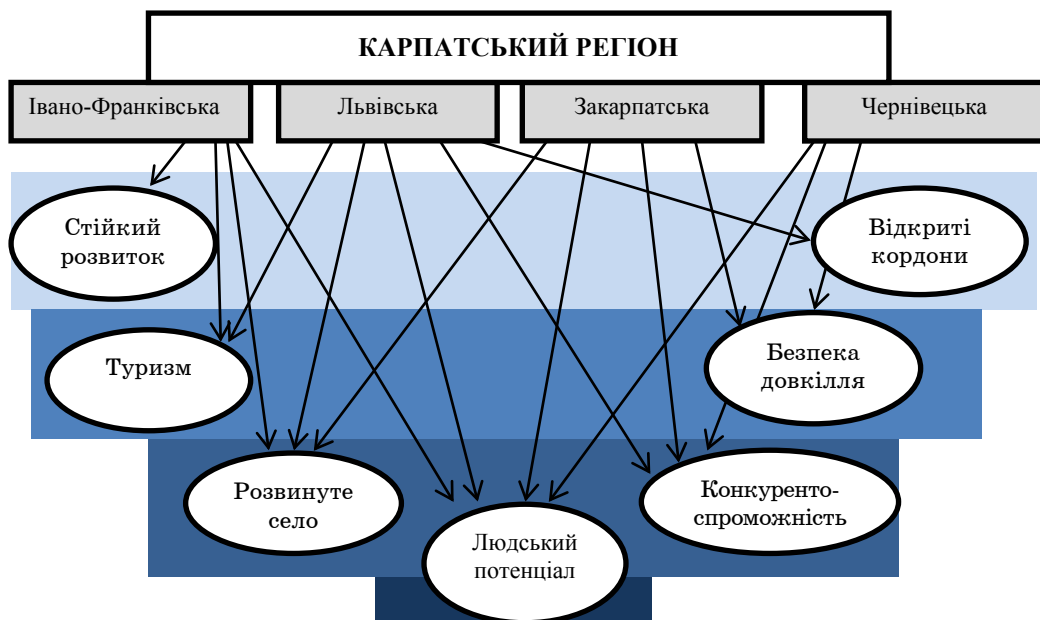 КАРПАТСЬКИЙ РЕГІОН
Івано-Франківська
Львівська
Закарпатська
Чернівецька
Стійкий
розвиток
Відкриті
кордони
Туризм
Безпека
довкілля
Розвинуте
село
Людський
потенціал
Конкуренто-
спроможність